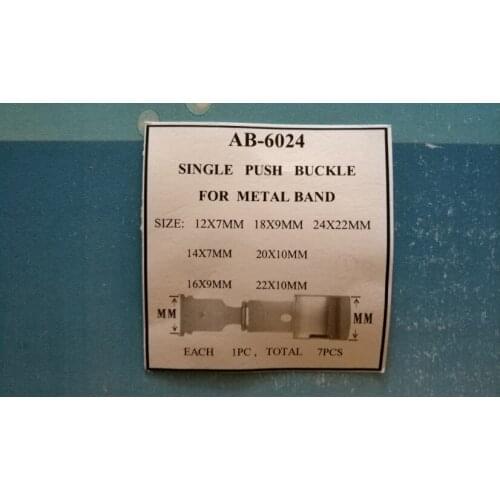 AB-6024
SINGLE PUSH BUCKLE
FOR METAL BAND
SIZE: 12X7MM 18X9MM 24X22MM
14X7MM 20X10MM
16X9MM 22X10MM
MM MM
EACH 1PC, TOTAL 7PCS